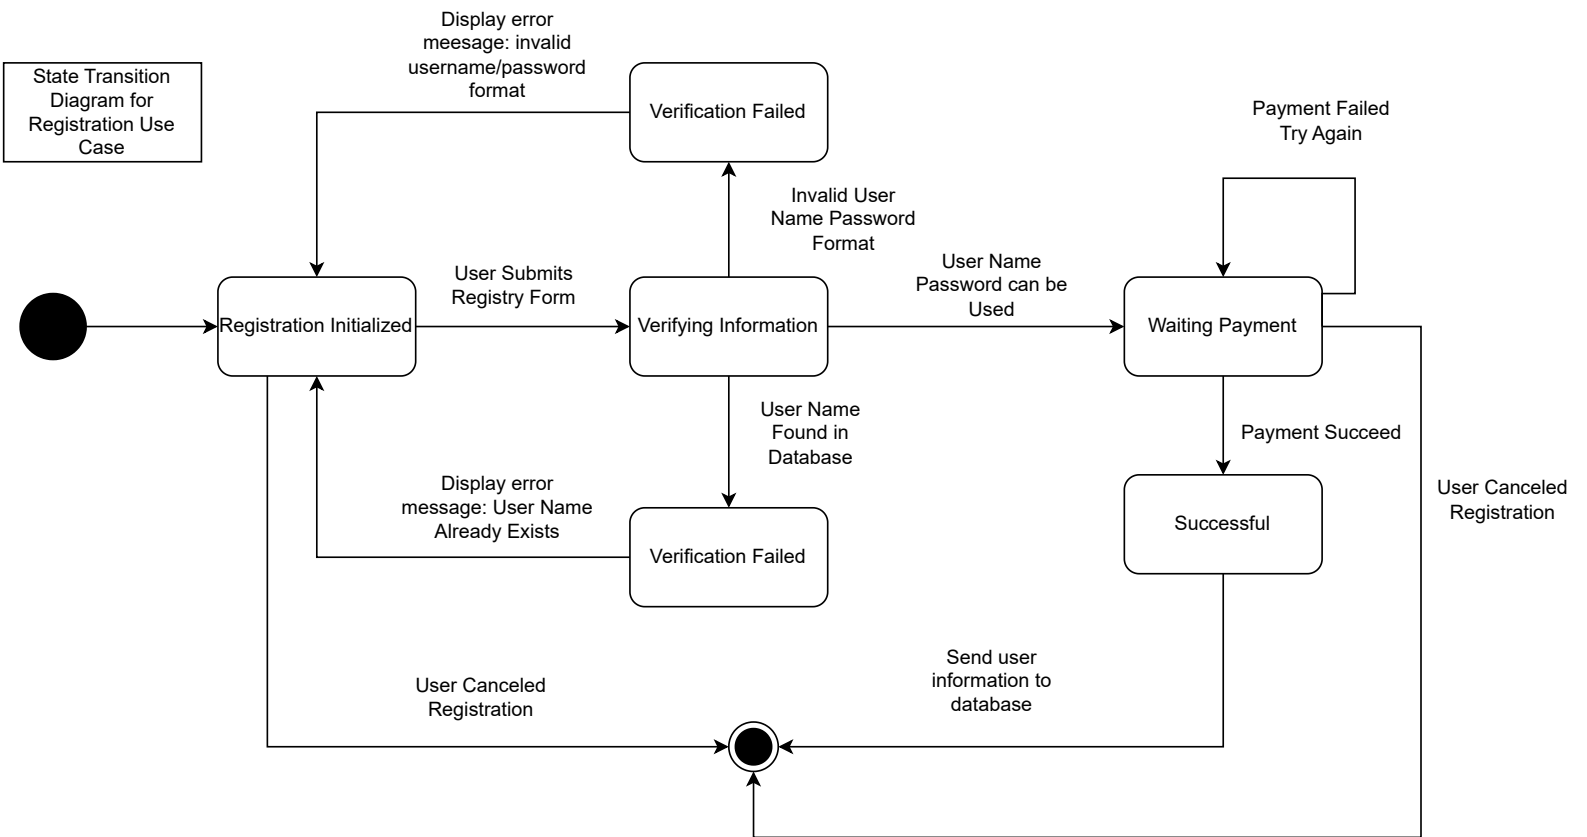 State Transition
Diagram for
Registration Use
Case
Display error
meesage: invalid
username/password
format
Verification Failed
Payment Failed
Try Again
Invalid User
Name Password
Format
User Submits
Registry Form
User Name
Password can be
Used
Registration Initialized
Verifying Information
Waiting Payment
User Name
Found in
Database
Payment Succeed
Display error
message: User Name
Already Exists
Verification Failed
Successful
User Canceled
Registration
User Canceled
Registration
Send user
information to
database